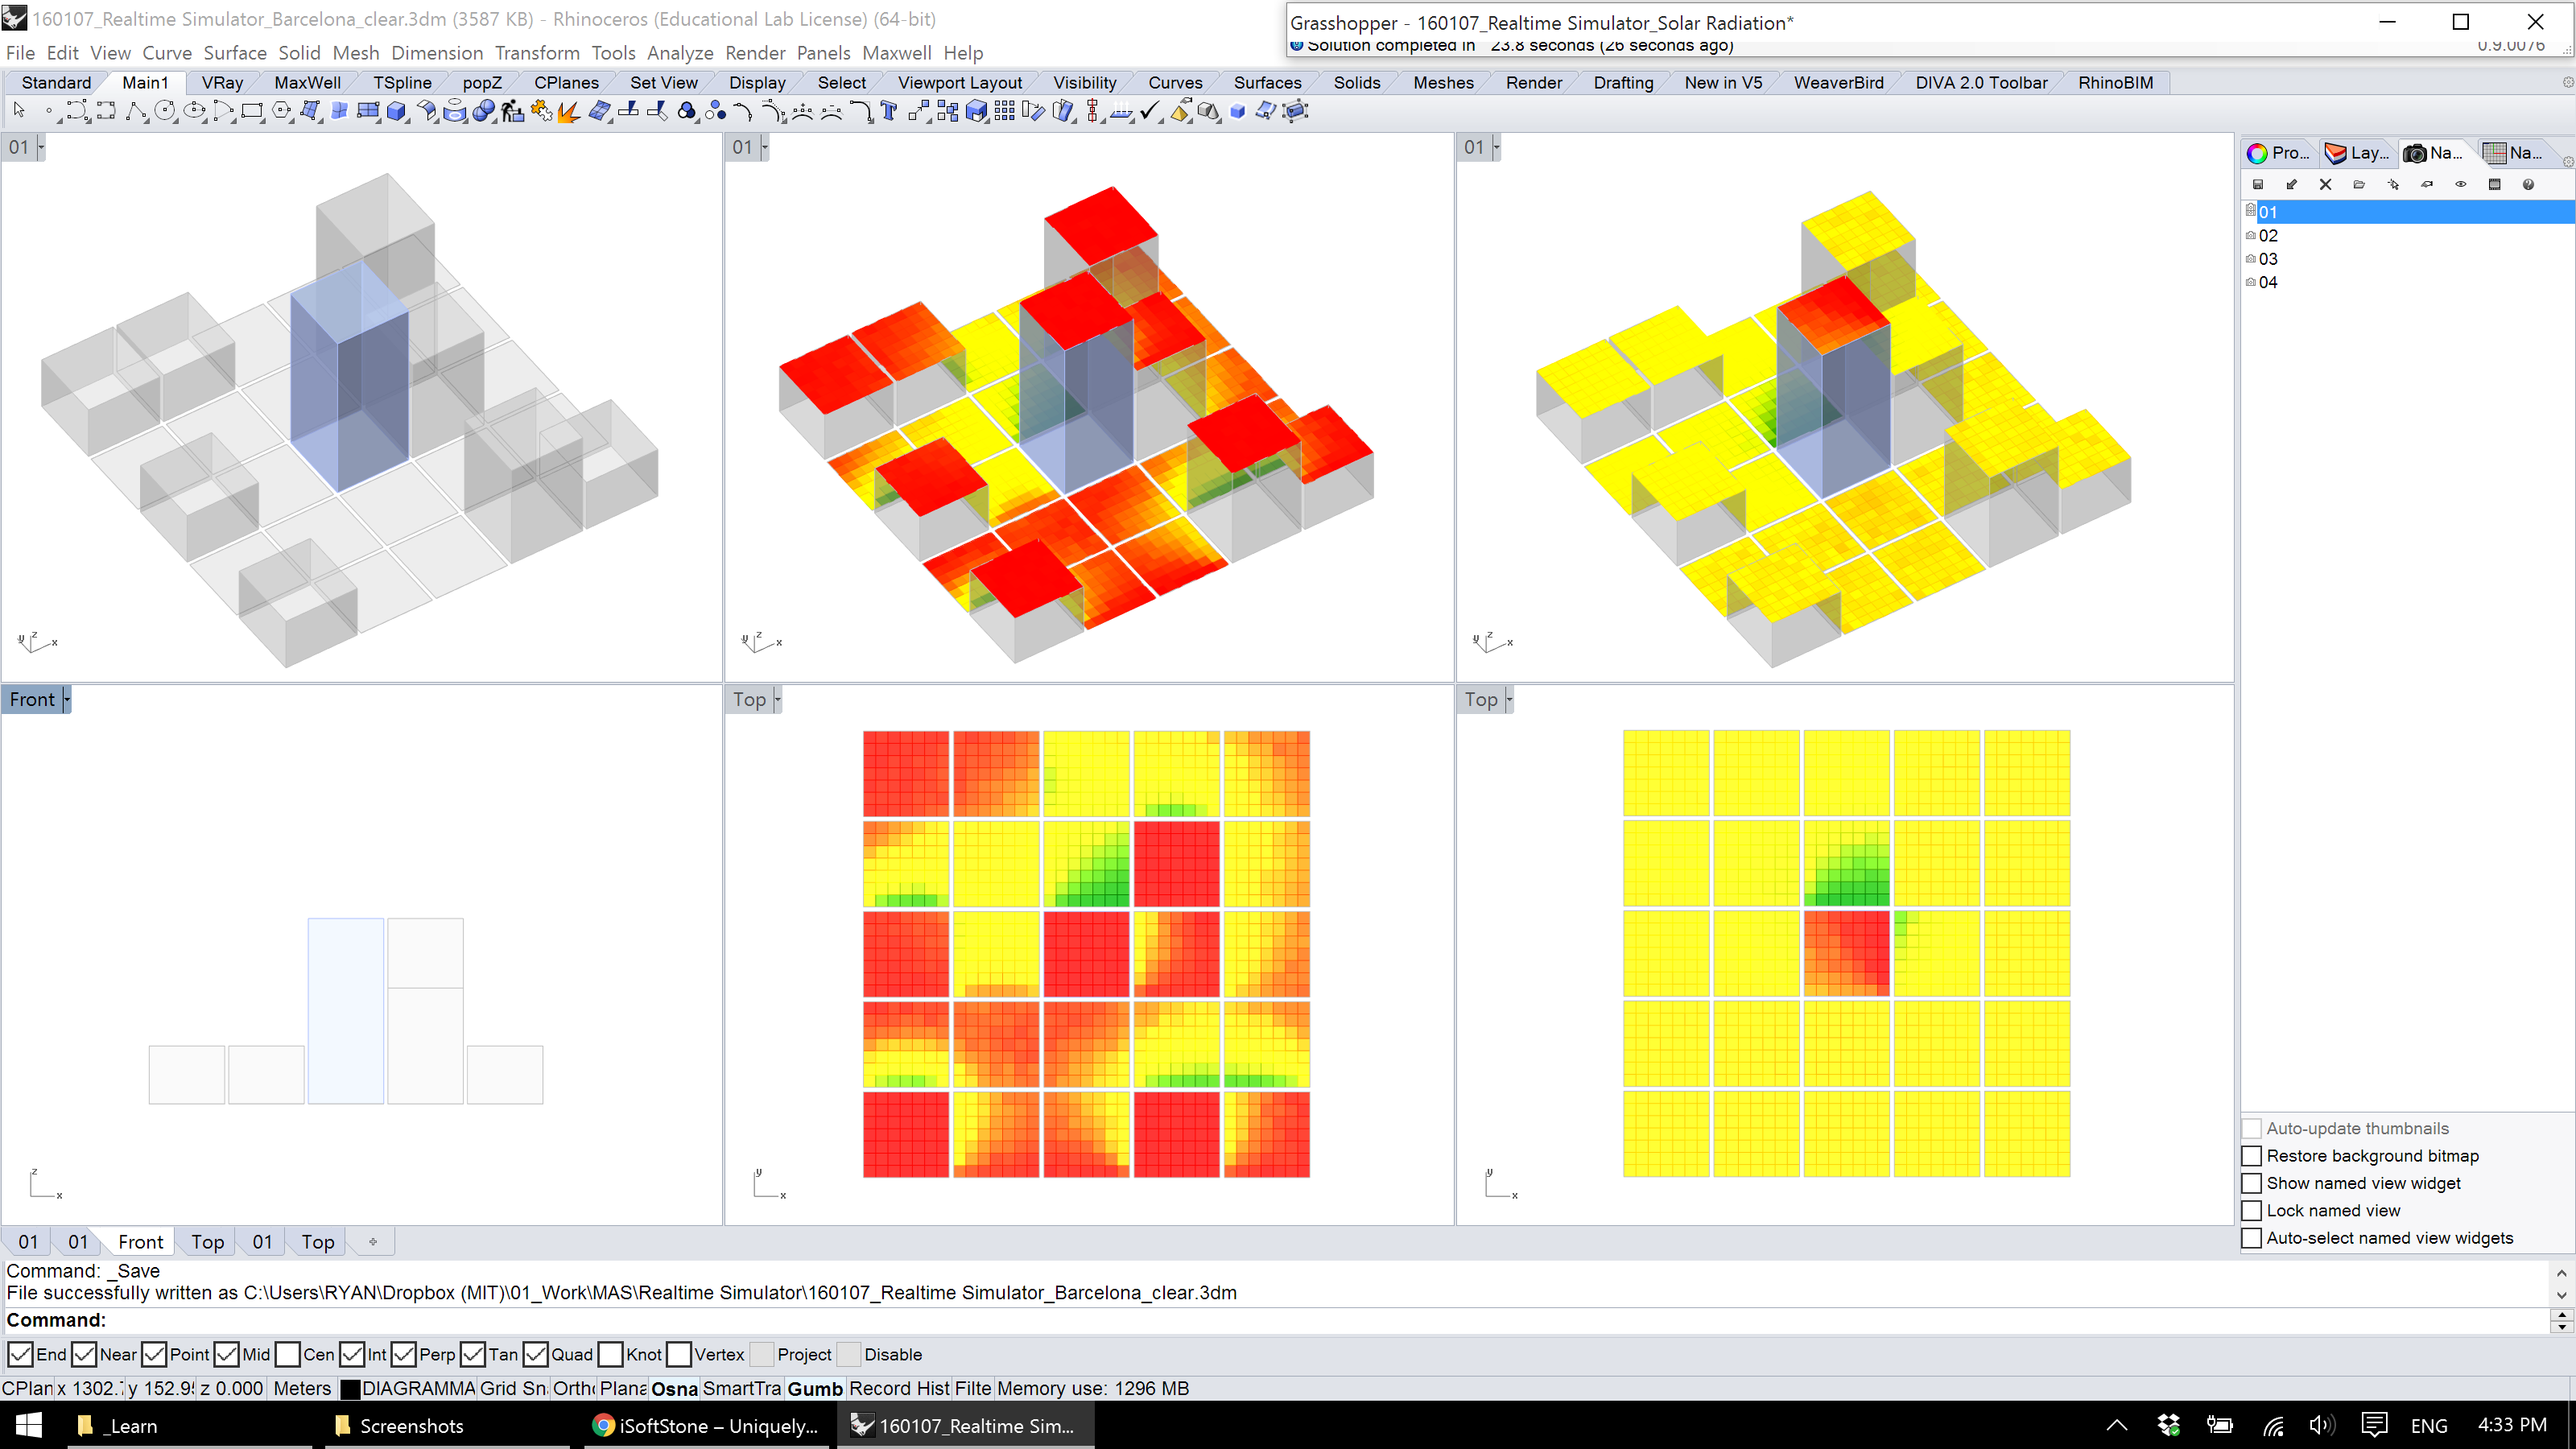 160107_Realtime Simulator_Barcelona_clear.3dm (3587 KB) - Rhinoceros (Educational Lab License) (64-bit)
Grasshopper - 160107_Realtime Simulator_Solar Radiation*
Solution completed in 23.8 seconds (26 seconds ago) 0.9.0076
File Edit View Curve Surface Solid Mesh Dimension Transform Tools Analyze Render Panels Maxwell Help
Standard Main1 VRay MaxWell TSpline popZ CPlanes Set View Display Select Viewport Layout Visibility Curves Surfaces Solids Meshes Render Drafting New in V5 WeaverBird DIVA 2.0 Toolbar RhinoBIM
01 01 01
Pro... Lay... Na... Na...
01
02
03
04
y z x y z x y z x
Front Top Top
z x y x y x
Auto-update thumbnails
Restore background bitmap
Show named view widget
Lock named view
Auto-select named view widgets
01 01 Front Top 01 Top
Command: _Save
File successfully written as C:\Users\RYAN\Dropbox (MIT)\01_Work\MAS\Realtime Simulator\160107_Realtime Simulator_Barcelona_clear.3dm
Command:
End Near Point Mid Cen Int Perp Tan Quad Knot Vertex Project Disable
CPlan x 1302. y 152.9 z 0.000 Meters DIAGRAMMA Grid Sn Ortho Plana Osna SmartTra Gumb Record Hist Filte Memory use: 1296 MB
_Learn Screenshots iSoftStone – Uniquely... 160107_Realtime Sim... ENG 4:33 PM